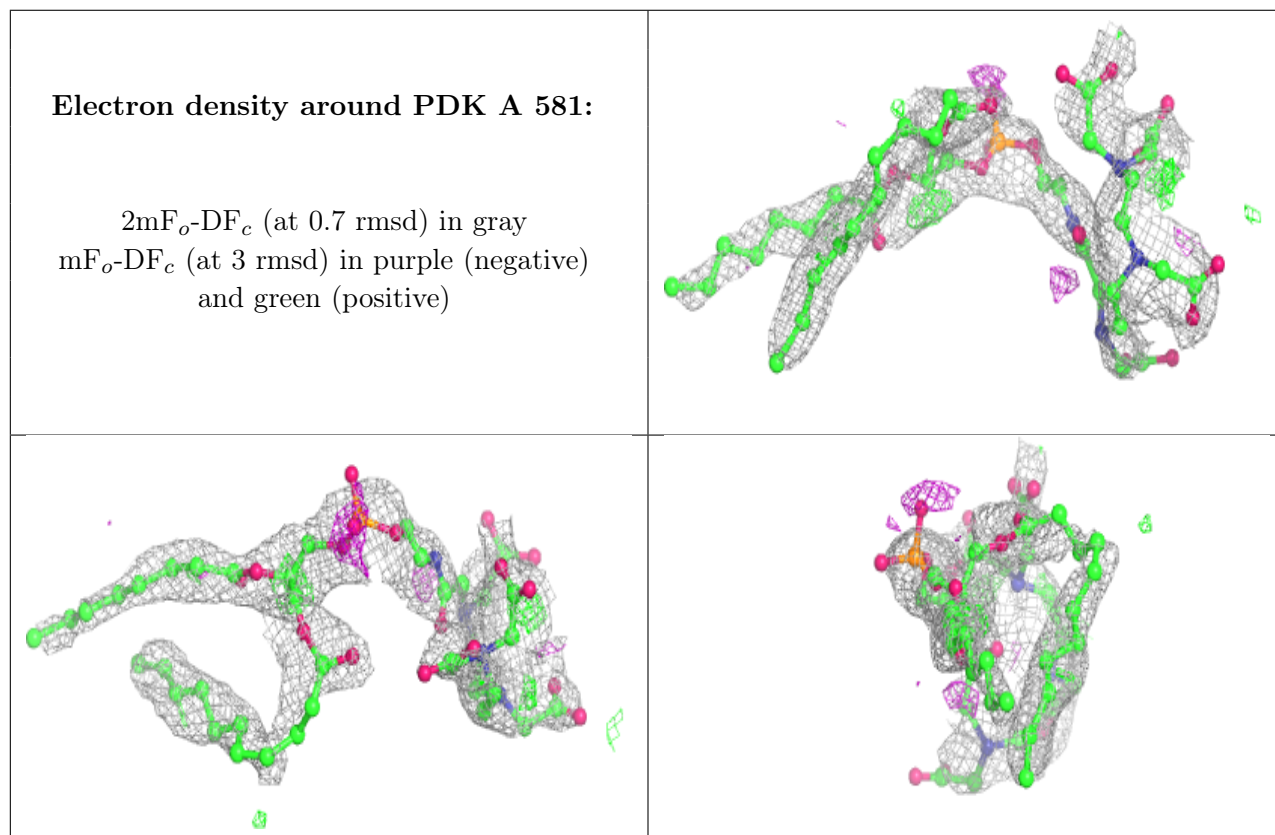 Electron density around PDK A 581:
2mFo-DFc (at 0.7 rmsd) in gray
mFo-DFc (at 3 rmsd) in purple (negative)
and green (positive)